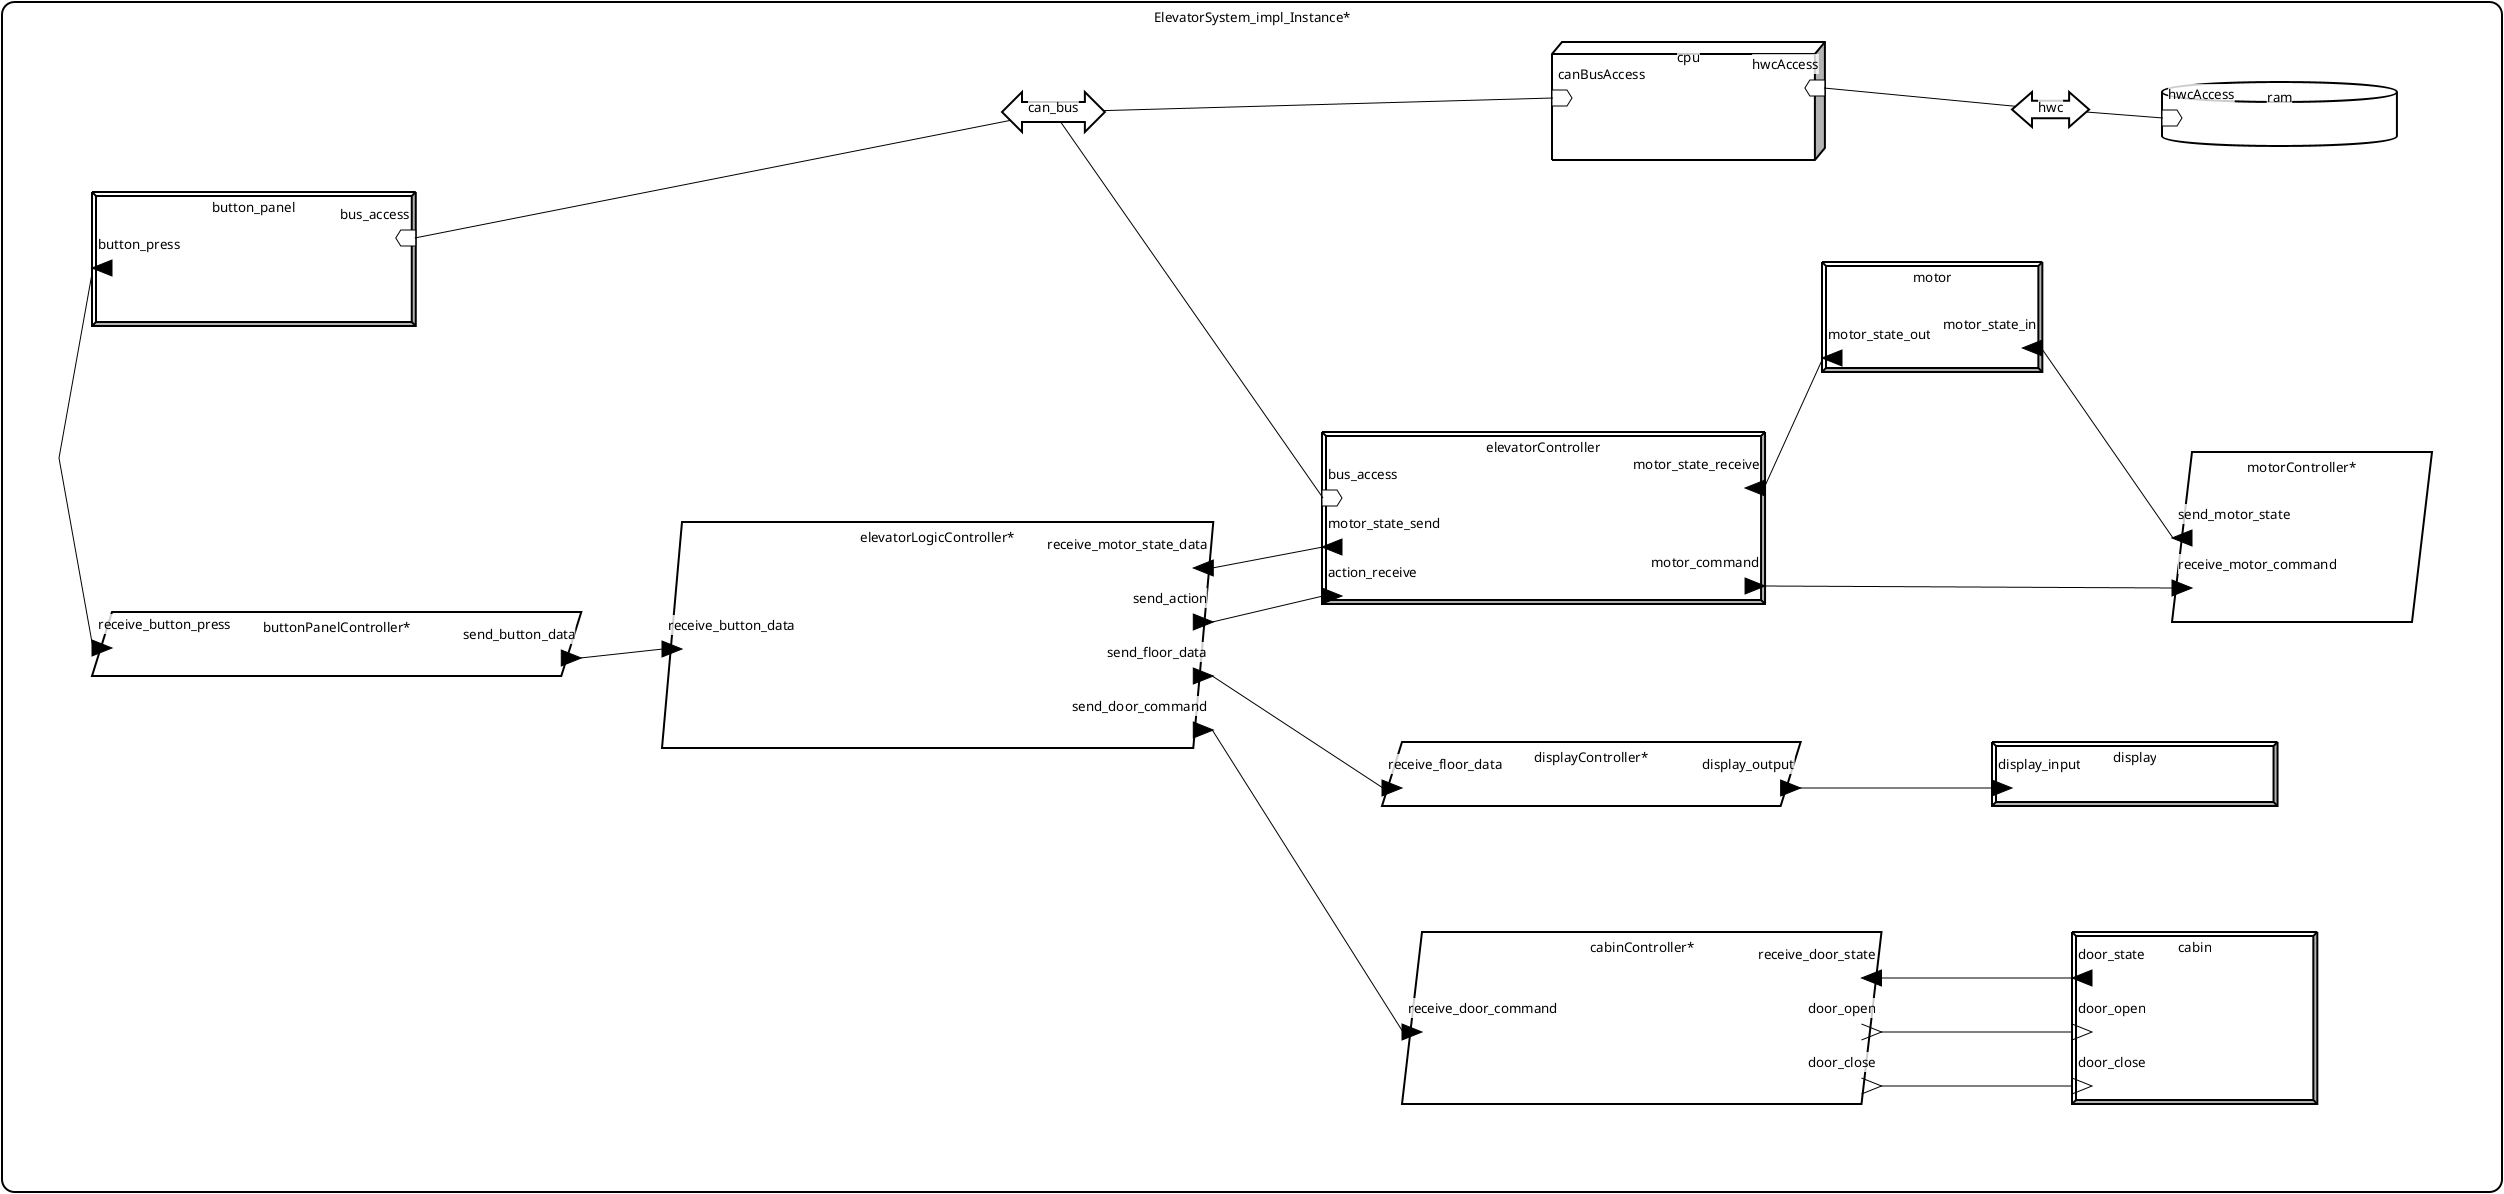 ElevatorSystem_impl_Instance*
cpu
canBusAccess
hwcAccess
can_bus
hwc
hwcAccess
ram
button_panel
bus_access
button_press
motor
motor_state_out
motor_state_in
elevatorController
bus_access
motor_state_receive
motor_state_send
action_receive
motor_command
motorController*
send_motor_state
receive_motor_command
elevatorLogicController*
receive_motor_state_data
send_action
receive_button_data
send_floor_data
send_door_command
receive_button_press
buttonPanelController*
send_button_data
receive_floor_data
displayController*
display_output
display_input
display
cabinController*
receive_door_state
receive_door_command
door_open
door_close
cabin
door_state
door_open
door_close